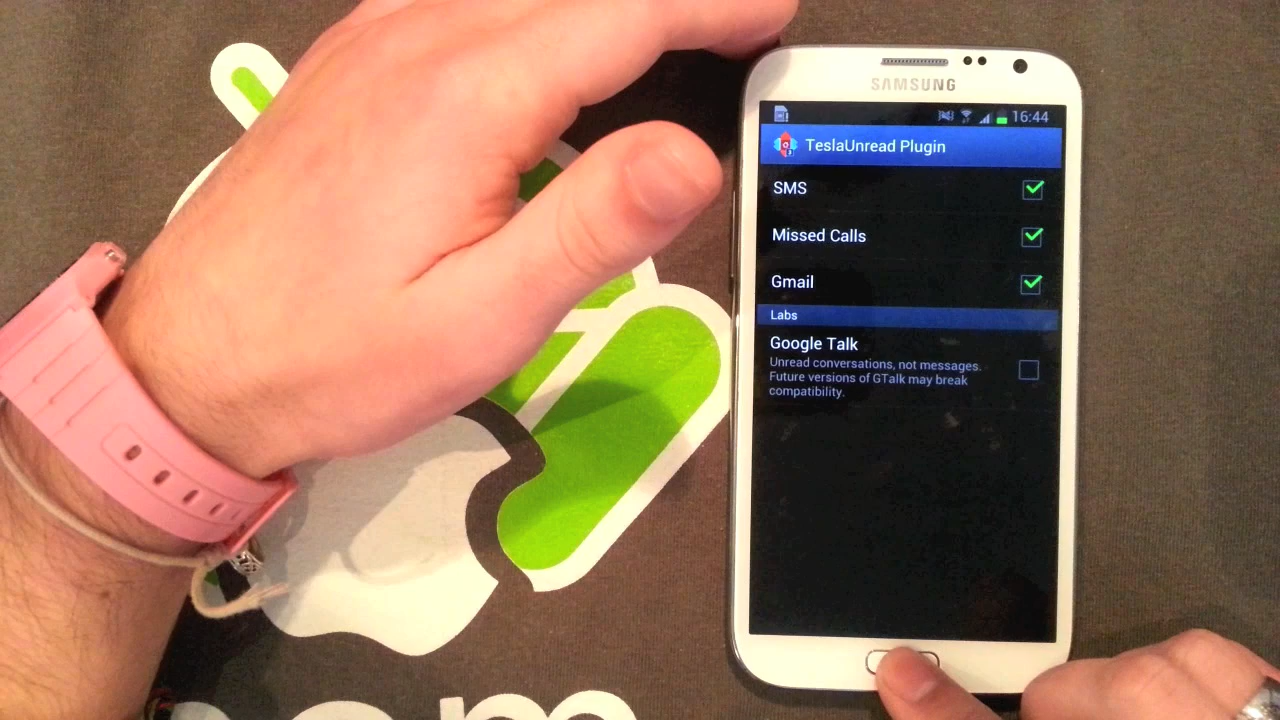 SAMSUNG
16:44
TeslaUnread Plugin
SMS
Missed Calls
Gmail
Labs
Google Talk
Unread conversations, not messages.
Future versions of GTalk may break
compatibility.